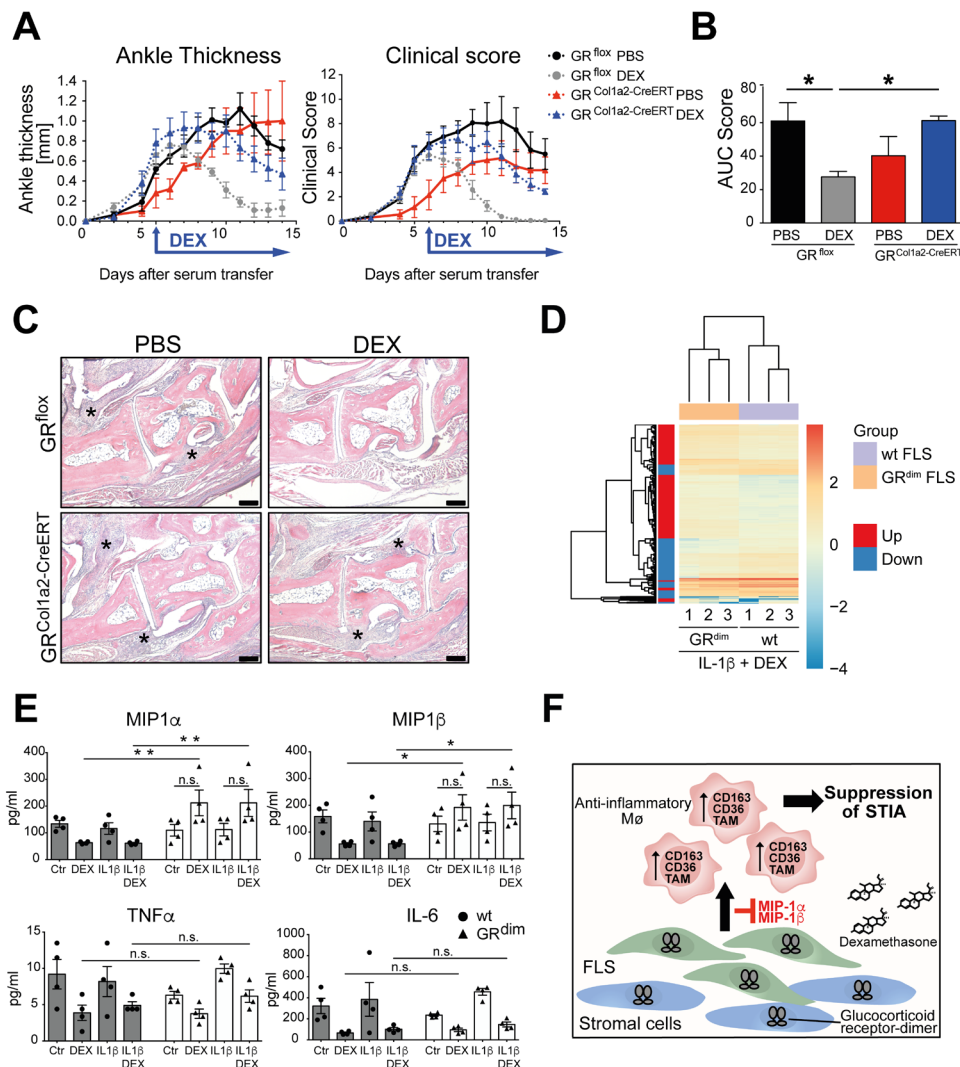 A
Ankle Thickness
Ankle thickness
[mm]
1.4
1.2
1.0
0.8
0.6
0.4
0.2
0.0
0
5
10
15
DEX
Days after serum transfer
Clinical score
Clinical Score
12
10
8
6
4
2
0
0
5
10
15
DEX
Days after serum transfer
GR flox PBS
GR flox DEX
GR Col1a2-CreERT PBS
GR Col1a2-CreERT DEX
B
AUC Score
80
60
40
20
0
*
*
PBS DEX PBS DEX
GR flox GR Col1a2-CreERT
C
PBS DEX
GR flox
* *
GR Col1a2-CreERT
* * * *
D
Group
wt FLS
GR dim FLS
Up
Down
2
0
−2
−4
1 2 3 1 2 3
GR dim wt
IL-1β + DEX
E
MIP1α
pg/ml
400
300
200
100
0
* *
* *
n.s. n.s.
Ctr DEX IL1β IL1β DEX Ctr DEX IL1β IL1β DEX
MIP1β
400
300
200
100
0
*
*
n.s. n.s.
Ctr DEX IL1β IL1β DEX Ctr DEX IL1β IL1β DEX
TNFα
pg/ml
15
10
5
0
n.s.
n.s.
Ctr DEX IL1β IL1β DEX Ctr DEX IL1β IL1β DEX
IL-6
wt
GR dim
1000
800
600
400
200
0
n.s.
n.s.
Ctr DEX IL1β IL1β DEX Ctr DEX IL1β IL1β DEX
F
Anti-inflammatory
Mø
CD163
CD36
TAM
CD163
CD36
TAM
CD163
CD36
TAM
Suppression
of STIA
MIP-1α
MIP-1β
Dexamethasone
FLS
Stromal cells
Glucocorticoid
receptor-dimer